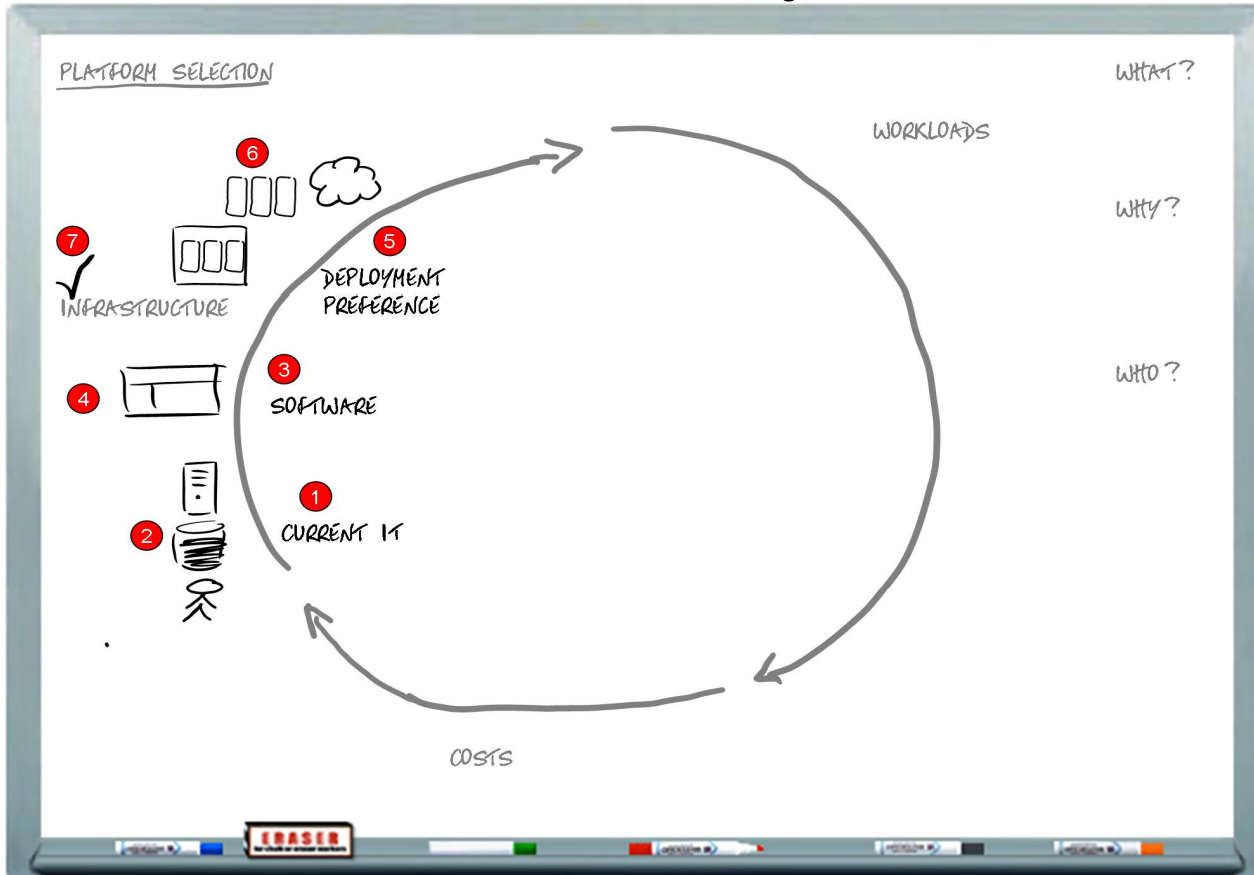 PLATFORM SELECTION
WHAT?
WORKLOADS
6
WHY?
7
5
DEPLOYMENT
PREFERENCE
INFRASTRUCTURE
3
WHO?
4
SOFTWARE
1
2
CURRENT IT
COSTS
ERASER